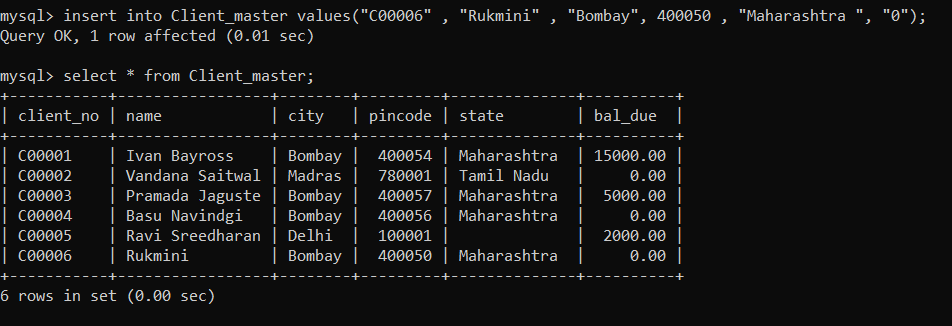 mysql> insert into Client_master values("C00006" , "Rukmini" , "Bombay", 400050 , "Maharashtra ", "0");
Query OK, 1 row affected (0.01 sec)

mysql> select * from Client_master;
+-----------+-----------------+--------+---------+--------------+----------+
| client_no | name            | city   | pincode | state        | bal_due  |
+-----------+-----------------+--------+---------+--------------+----------+
| C00001    | Ivan Bayross    | Bombay |  400054 | Maharashtra  | 15000.00 |
| C00002    | Vandana Saitwal | Madras |  780001 | Tamil Nadu   |     0.00 |
| C00003    | Pramada Jaguste | Bombay |  400057 | Maharashtra  |  5000.00 |
| C00004    | Basu Navindgi   | Bombay |  400056 | Maharashtra  |     0.00 |
| C00005    | Ravi Sreedharan | Delhi  |  100001 |              |  2000.00 |
| C00006    | Rukmini         | Bombay |  400050 | Maharashtra  |     0.00 |
+-----------+-----------------+--------+---------+--------------+----------+
6 rows in set (0.00 sec)